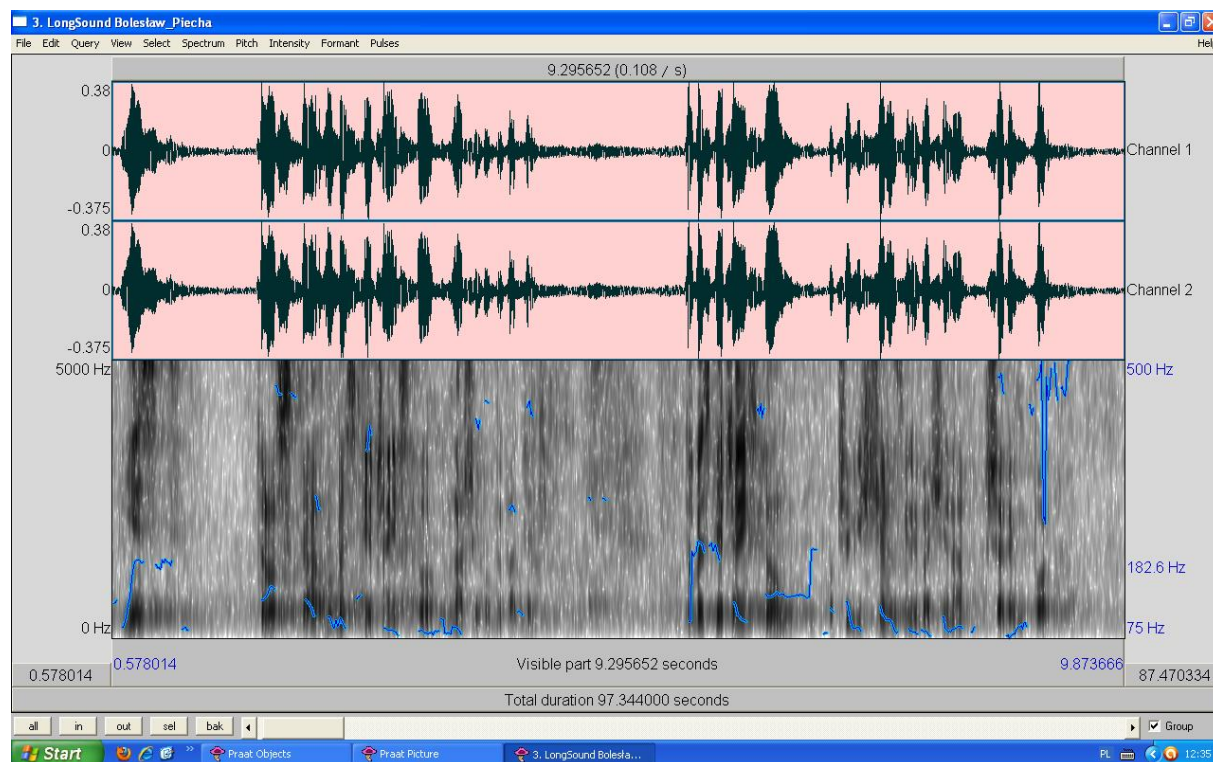 3. LongSound Bolesław_Piecha
File Edit Query View Select Spectrum Pitch Intensity Formant Pulses Hel
9.295652 (0.108 / s)
0.38
0
-0.375
Channel 1
0.38
0
-0.375
Channel 2
5000 Hz
500 Hz
182.6 Hz
0 Hz
75 Hz
0.578014
0.578014 Visible part 9.295652 seconds 9.873666
87.470334
Total duration 97.344000 seconds
all in out sel bak Group
Start Praat Objects Praat Picture 3. LongSound Bolesła... PL 12:35